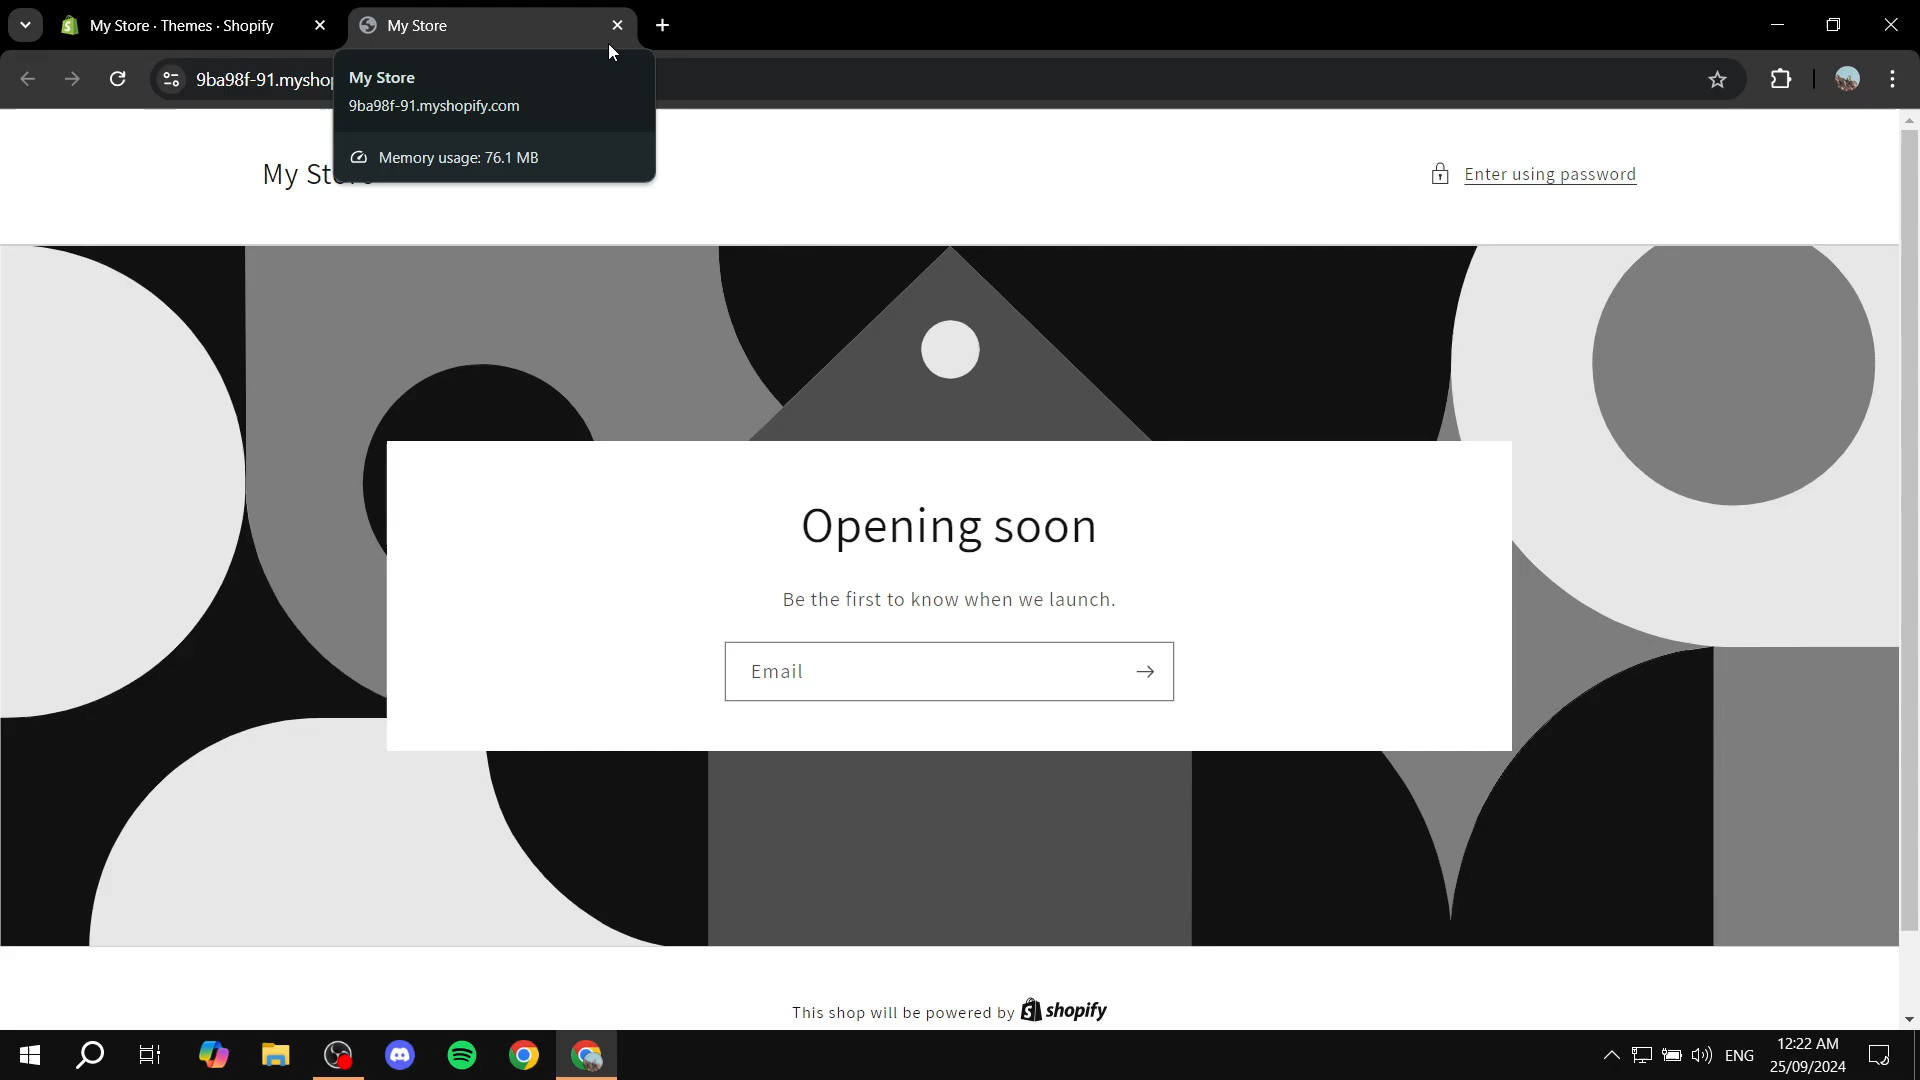 My Store · Themes · Shopify
My Store
9ba98f-91.myshop
My Store
9ba98f-91.myshopify.com
Memory usage: 76.1 MB
My Store
Enter using password
Opening soon
Be the first to know when we launch.
Email
This shop will be powered by shopify
ENG
12:22 AM
25/09/2024